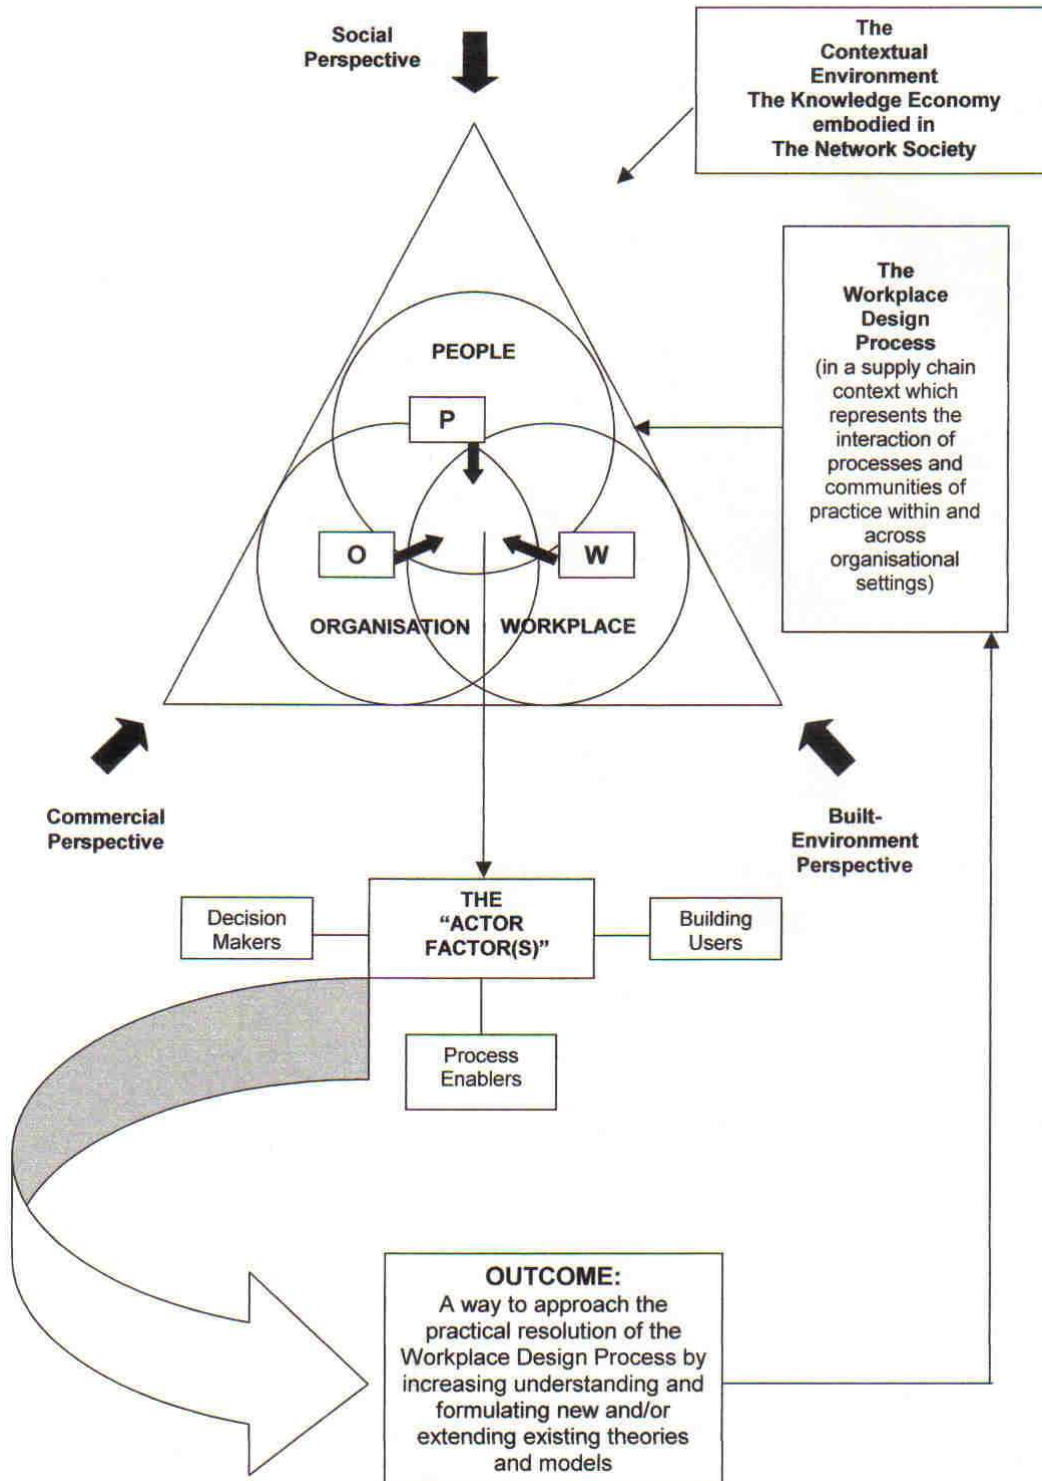 Social
Perspective
The
Contextual
Environment
The Knowledge Economy
embodied in
The Network Society
The
Workplace
Design
Process
(in a supply chain
context which
represents the
interaction of
processes and
communities of
practice within and
across
organisational
settings)
PEOPLE
P
O
W
ORGANISATION
WORKPLACE
Commercial
Perspective
Built-
Environment
Perspective
Decision
Makers
THE
“ACTOR
FACTOR(S)”
Building
Users
Process
Enablers
OUTCOME:
A way to approach the
practical resolution of the
Workplace Design Process by
increasing understanding and
formulating new and/or
extending existing theories
and models